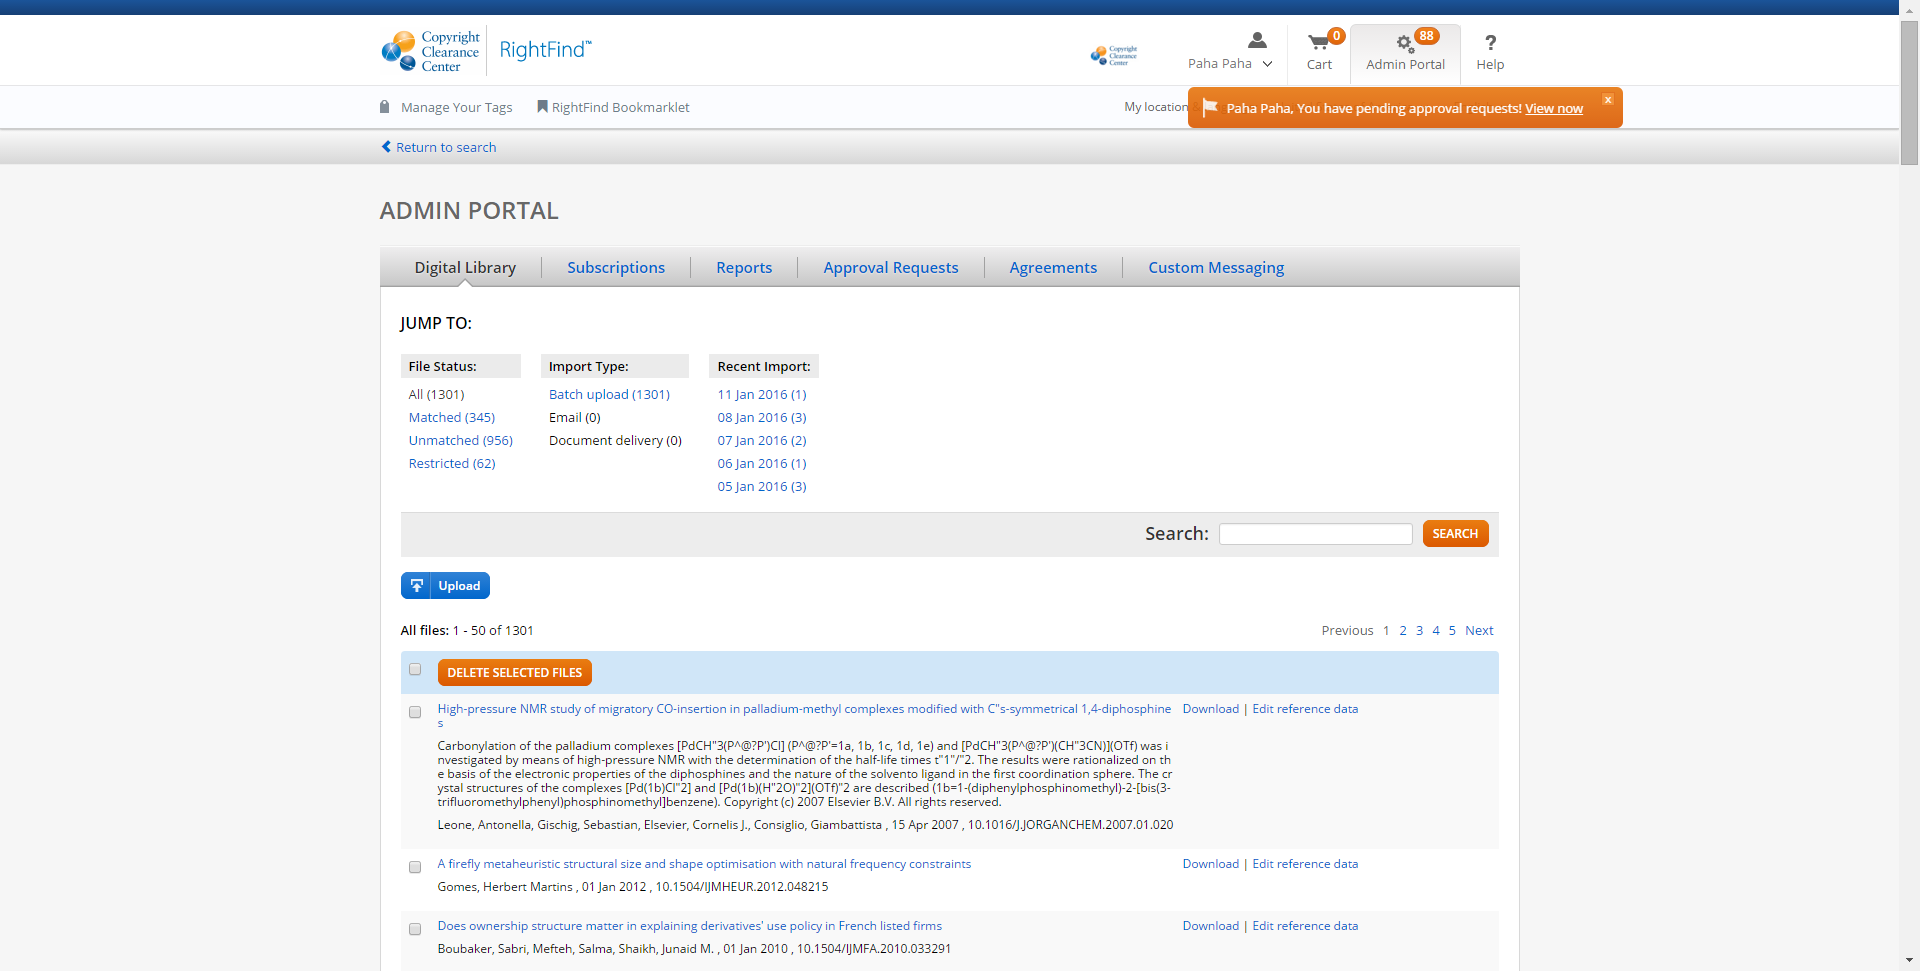 Copyright
Clearance
Center
RightFind™
Copyright
Clearance
Center
Paha Paha
0
Cart
88
Admin Portal
?
Help
Manage Your Tags
RightFind Bookmarklet
My location
Paha Paha, You have pending approval requests! View now
x
Return to search
ADMIN PORTAL
Digital Library
Subscriptions
Reports
Approval Requests
Agreements
Custom Messaging
JUMP TO:
File Status:
All (1301)
Matched (345)
Unmatched (956)
Restricted (62)
Import Type:
Batch upload (1301)
Email (0)
Document delivery (0)
Recent Import:
11 Jan 2016 (1)
08 Jan 2016 (3)
07 Jan 2016 (2)
06 Jan 2016 (1)
05 Jan 2016 (3)
Search:
SEARCH
Upload
All files: 1 - 50 of 1301
Previous 1 2 3 4 5 Next
DELETE SELECTED FILES
High-pressure NMR study of migratory CO-insertion in palladium-methyl complexes modified with C"s-symmetrical 1,4-diphosphine
s
Download | Edit reference data
Carbonylation of the palladium complexes [PdCH"3(P^@?P')Cl] (P^@?P'=1a, 1b, 1c, 1d, 1e) and [PdCH"3(P^@?P')(CH"3CN)](OTf) was i
nvestigated by means of high-pressure NMR with the determination of the half-life times t"1"/"2. The results were rationalized on th
e basis of the electronic properties of the diphosphines and the nature of the solvento ligand in the first coordination sphere. The cr
ystal structures of the complexes [Pd(1b)Cl"2] and [Pd(1b)(H"2O)"2](OTf)"2 are described (1b=1-(diphenylphosphinomethyl)-2-[bis(3-
trifluoromethylphenyl)phosphinomethyl]benzene). Copyright (c) 2007 Elsevier B.V. All rights reserved.
Leone, Antonella, Gischig, Sebastian, Elsevier, Cornelis J., Consiglio, Giambattista , 15 Apr 2007 , 10.1016/J.JORGANCHEM.2007.01.020
A firefly metaheuristic structural size and shape optimisation with natural frequency constraints
Download | Edit reference data
Gomes, Herbert Martins , 01 Jan 2012 , 10.1504/IJMHEUR.2012.048215
Does ownership structure matter in explaining derivatives' use policy in French listed firms
Download | Edit reference data
Boubaker, Sabri, Mefteh, Salma, Shaikh, Junaid M. , 01 Jan 2010 , 10.1504/IJMFA.2010.033291